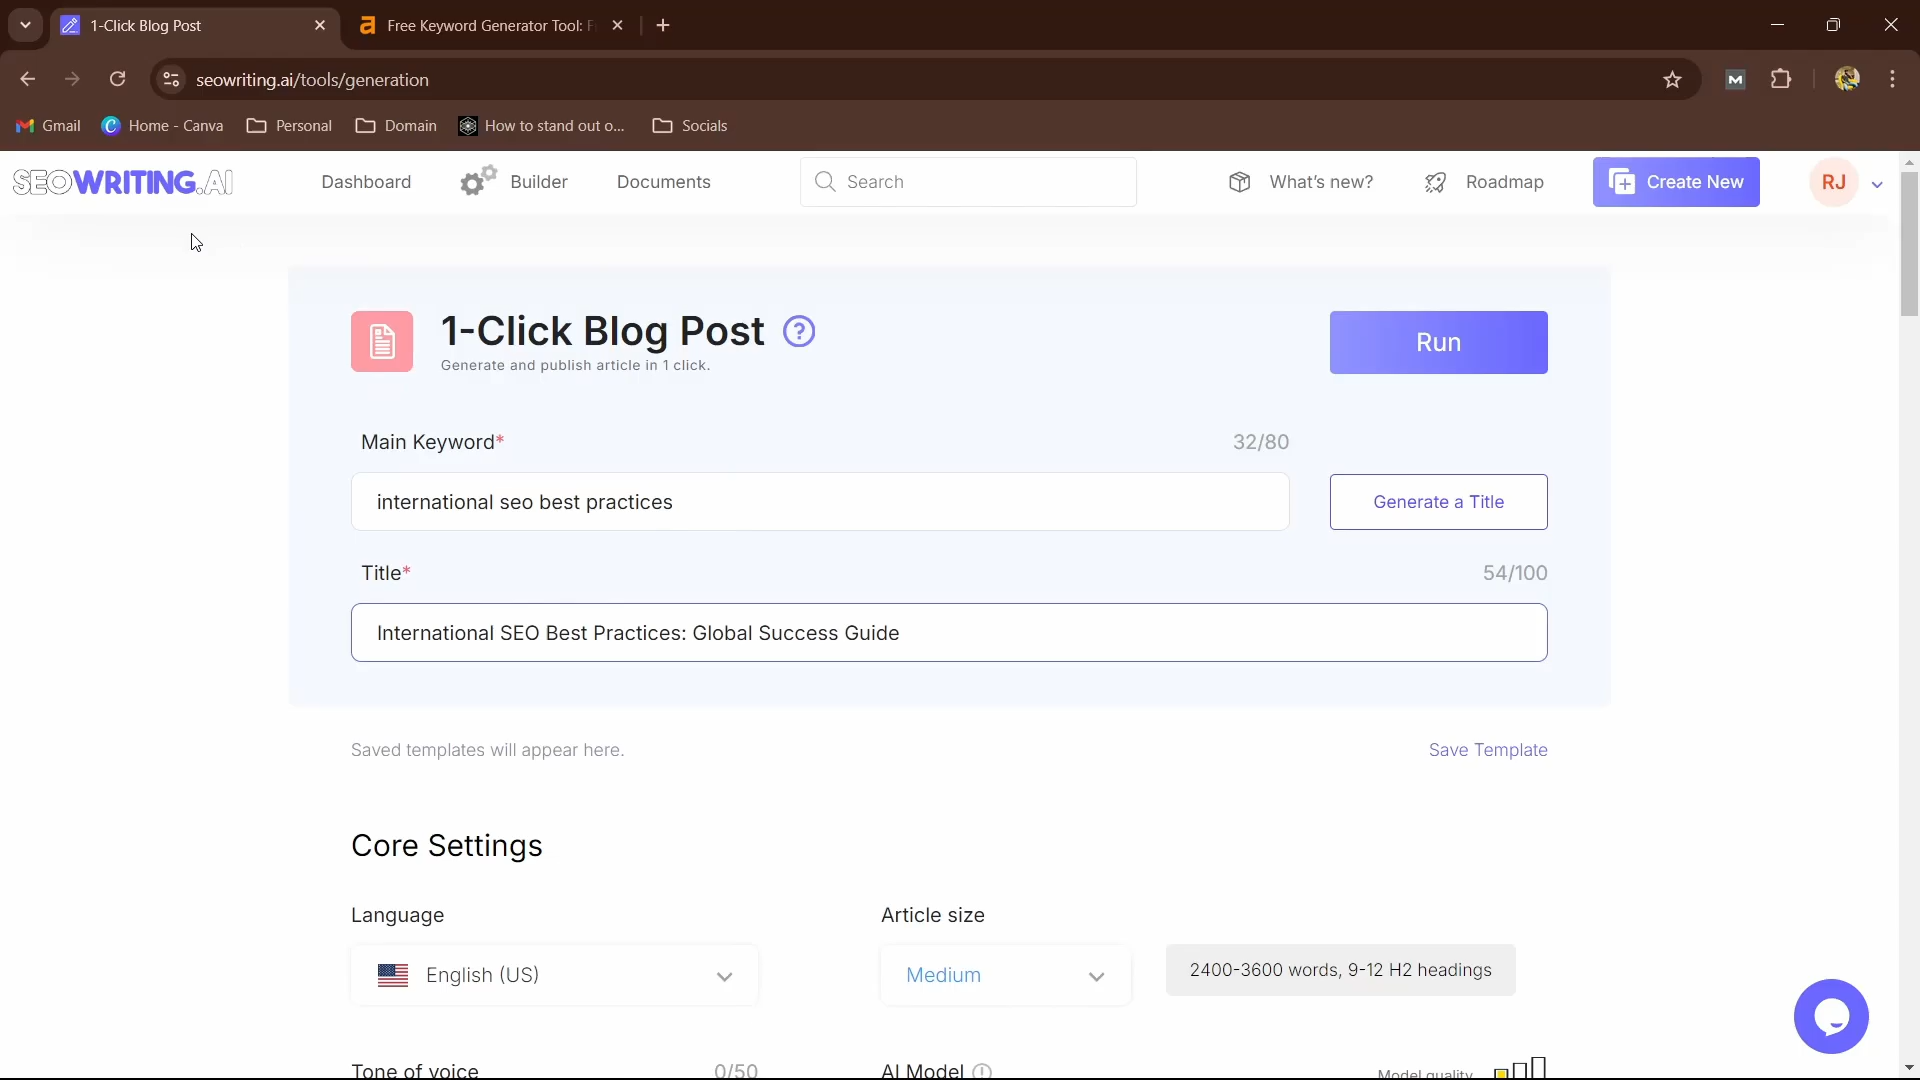 1-Click Blog Post
Free Keyword Generator Tool: F
seowriting.ai/tools/generation
M
Gmail
Home - Canva
Personal
Domain
How to stand out o...
Socials
SEOWRITING.AI
Dashboard
Builder
Documents
Search
What's new?
Roadmap
Create New
RJ
1-Click Blog Post ?
Generate and publish article in 1 click.
Run
Main Keyword*
32/80
international seo best practices
Generate a Title
Title*
54/100
International SEO Best Practices: Global Success Guide
Saved templates will appear here.
Save Template
Core Settings
Language
Article size
English (US)
Medium
2400-3600 words, 9-12 H2 headings
Tone of voice
0/50
AI Model
Model quality